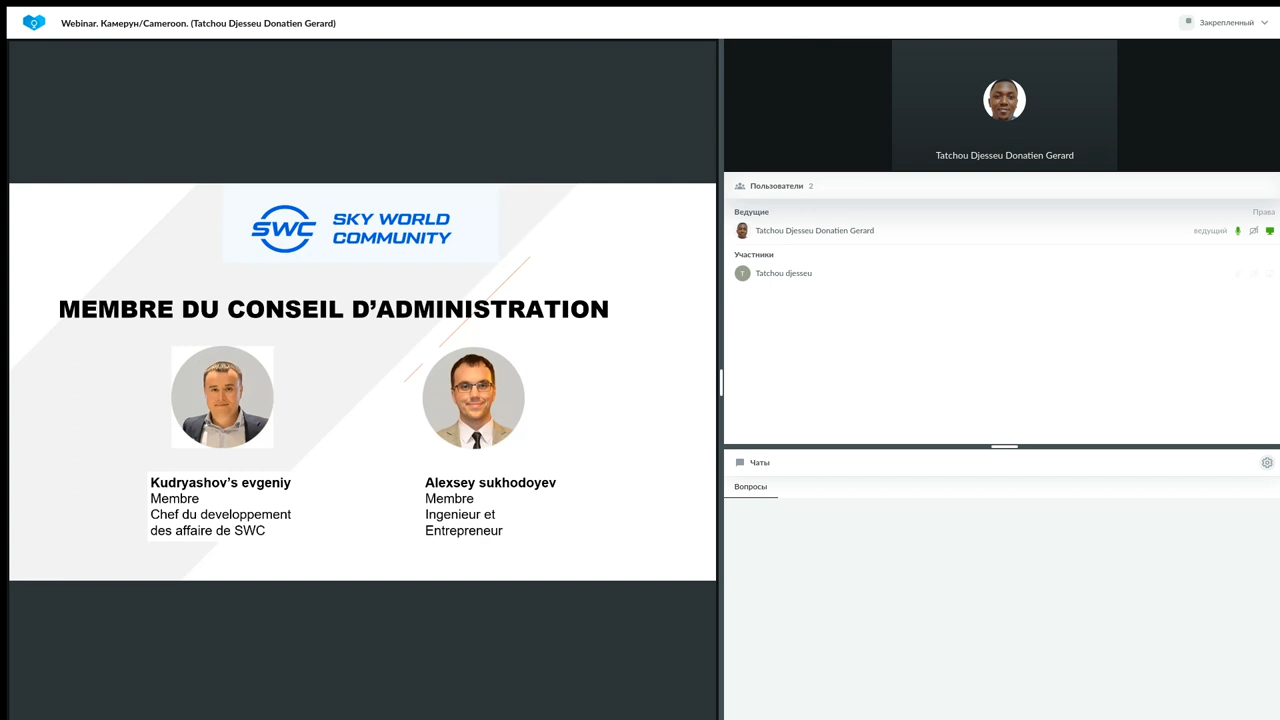 Webinar. Камерун/Cameroon. (Tatchou Djesseu Donatien Gerard)
Закрепленный
SWC SKY WORLD
COMMUNITY
MEMBRE DU CONSEIL D’ADMINISTRATION
Kudryashov’s evgeniy
Membre
Chef du developpement
des affaire de SWC
Alexsey sukhodoyev
Membre
Ingenieur et
Entrepreneur
Tatchou Djesseu Donatien Gerard
Пользователи 2
Ведущие Права
Tatchou Djesseu Donatien Gerard ведущий
Участники
T Tatchou djesseu
Чаты
Вопросы